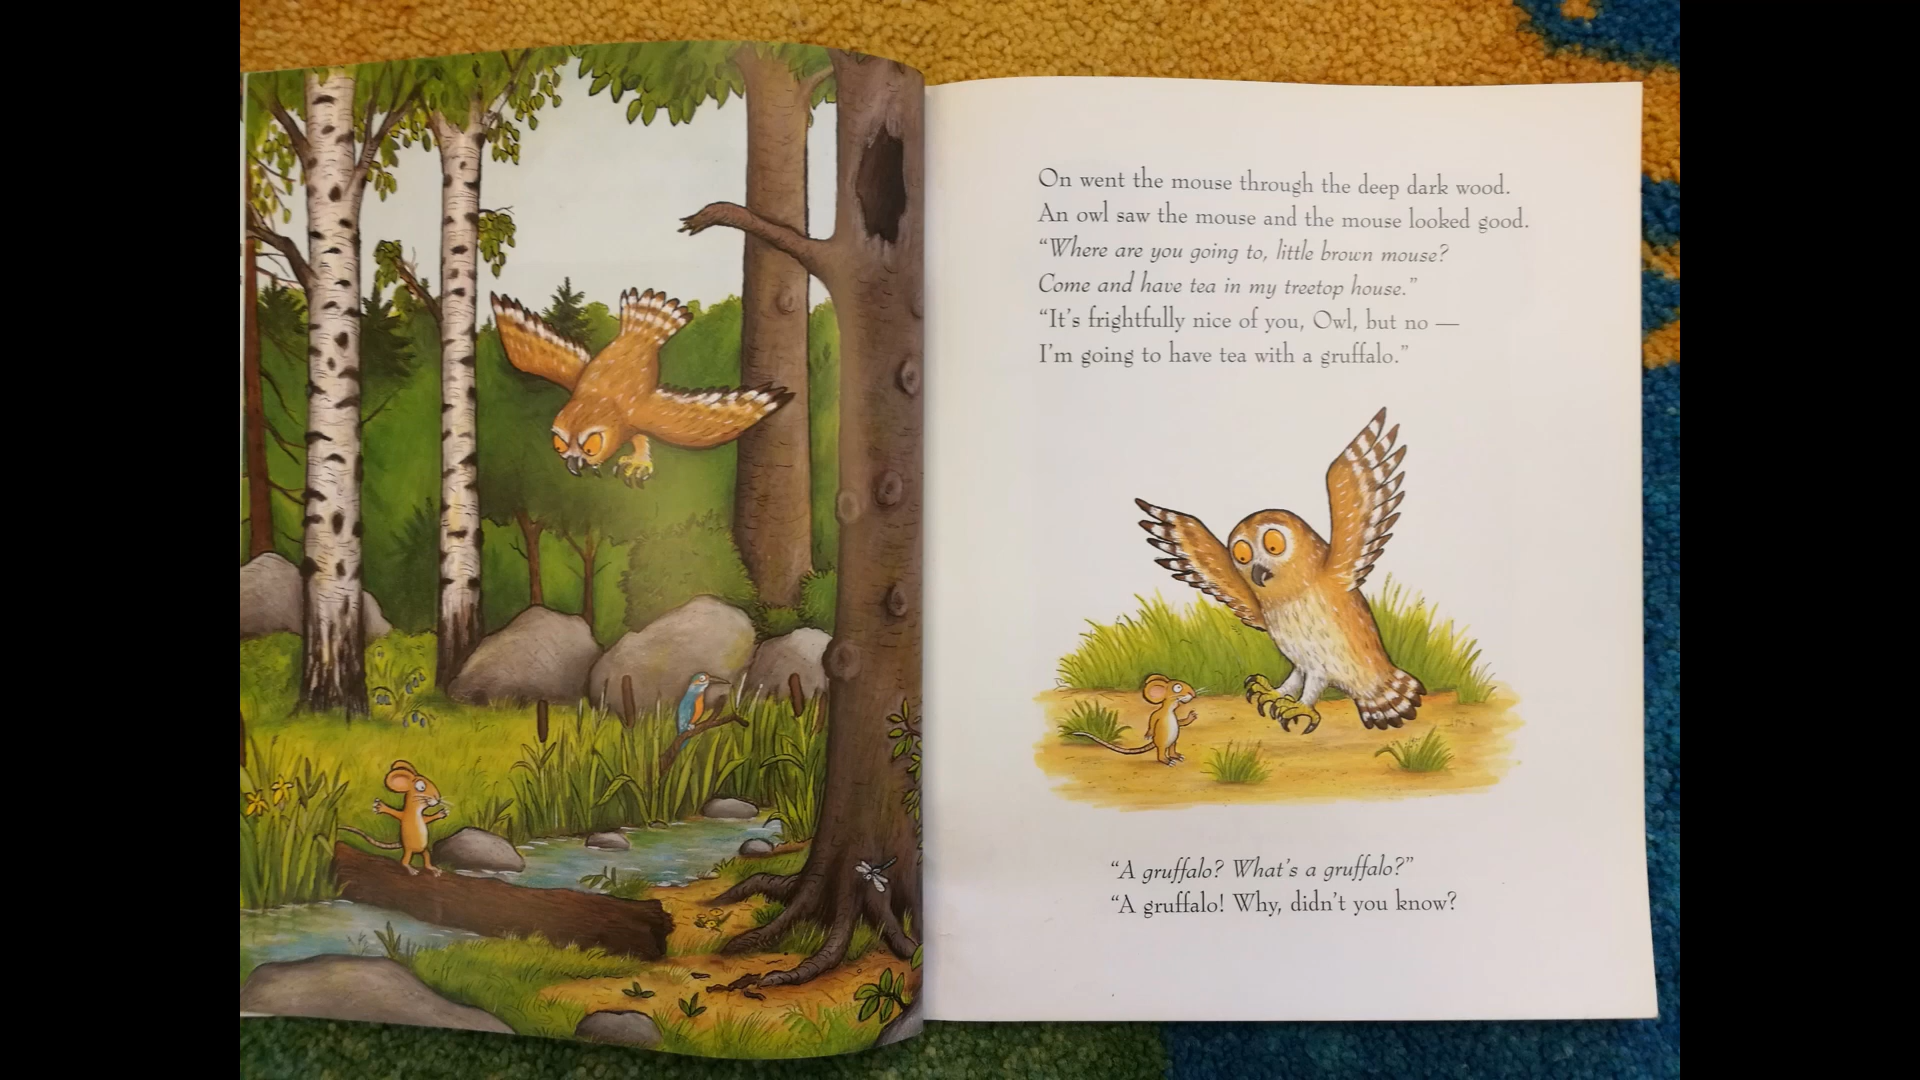 On went the mouse through the deep dark wood.
An owl saw the mouse and the mouse looked good.
“Where are you going to, little brown mouse?
Come and have tea in my treetop house.”
“It’s frightfully nice of you, Owl, but no —
I’m going to have tea with a gruffalo.”
“A gruffalo? What’s a gruffalo?”
“A gruffalo! Why, didn’t you know?